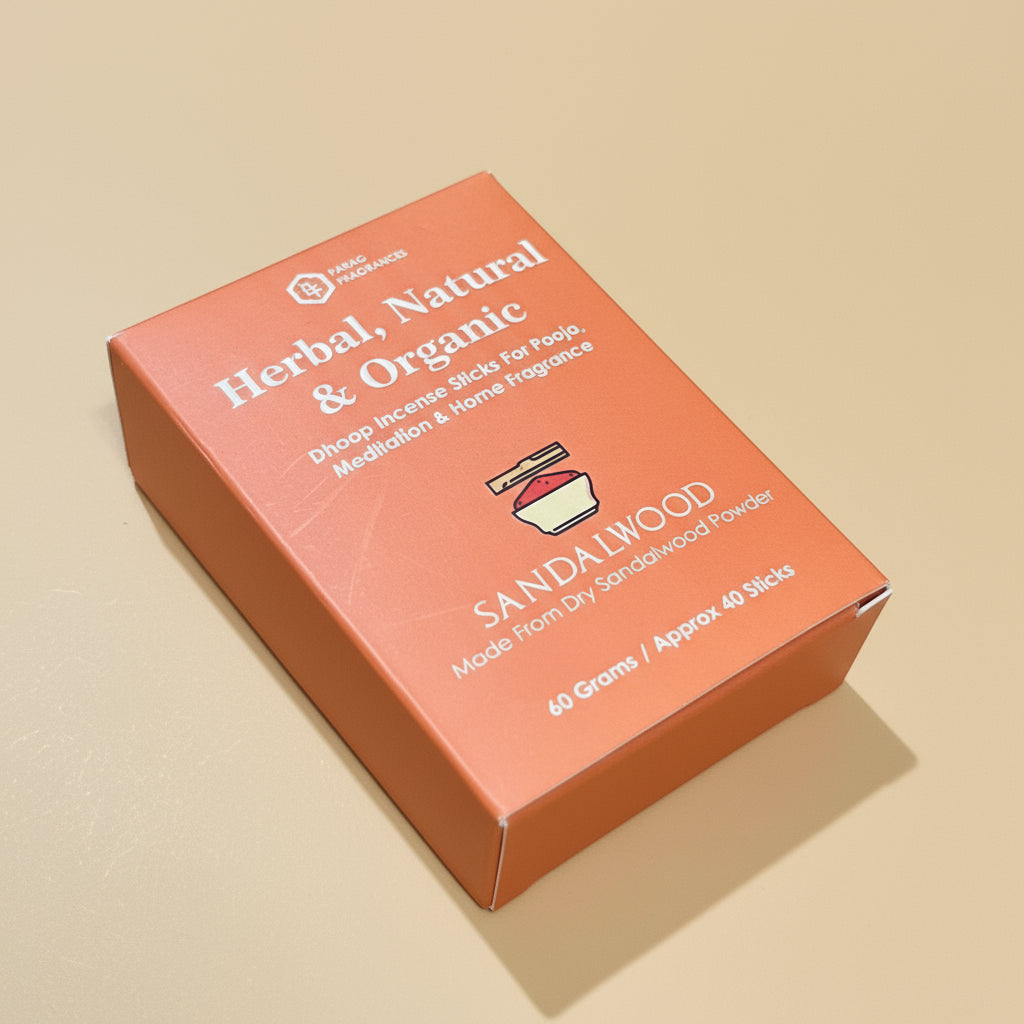 PARAG
FRAGRANCES
Herbal, Natural
& Organic
Dhoop Incense Sticks For Pooja,
Meditation & Home Fragrance
SANDALWOOD
Made From Dry Sandalwood Powder
60 Grams / Approx 40 Sticks